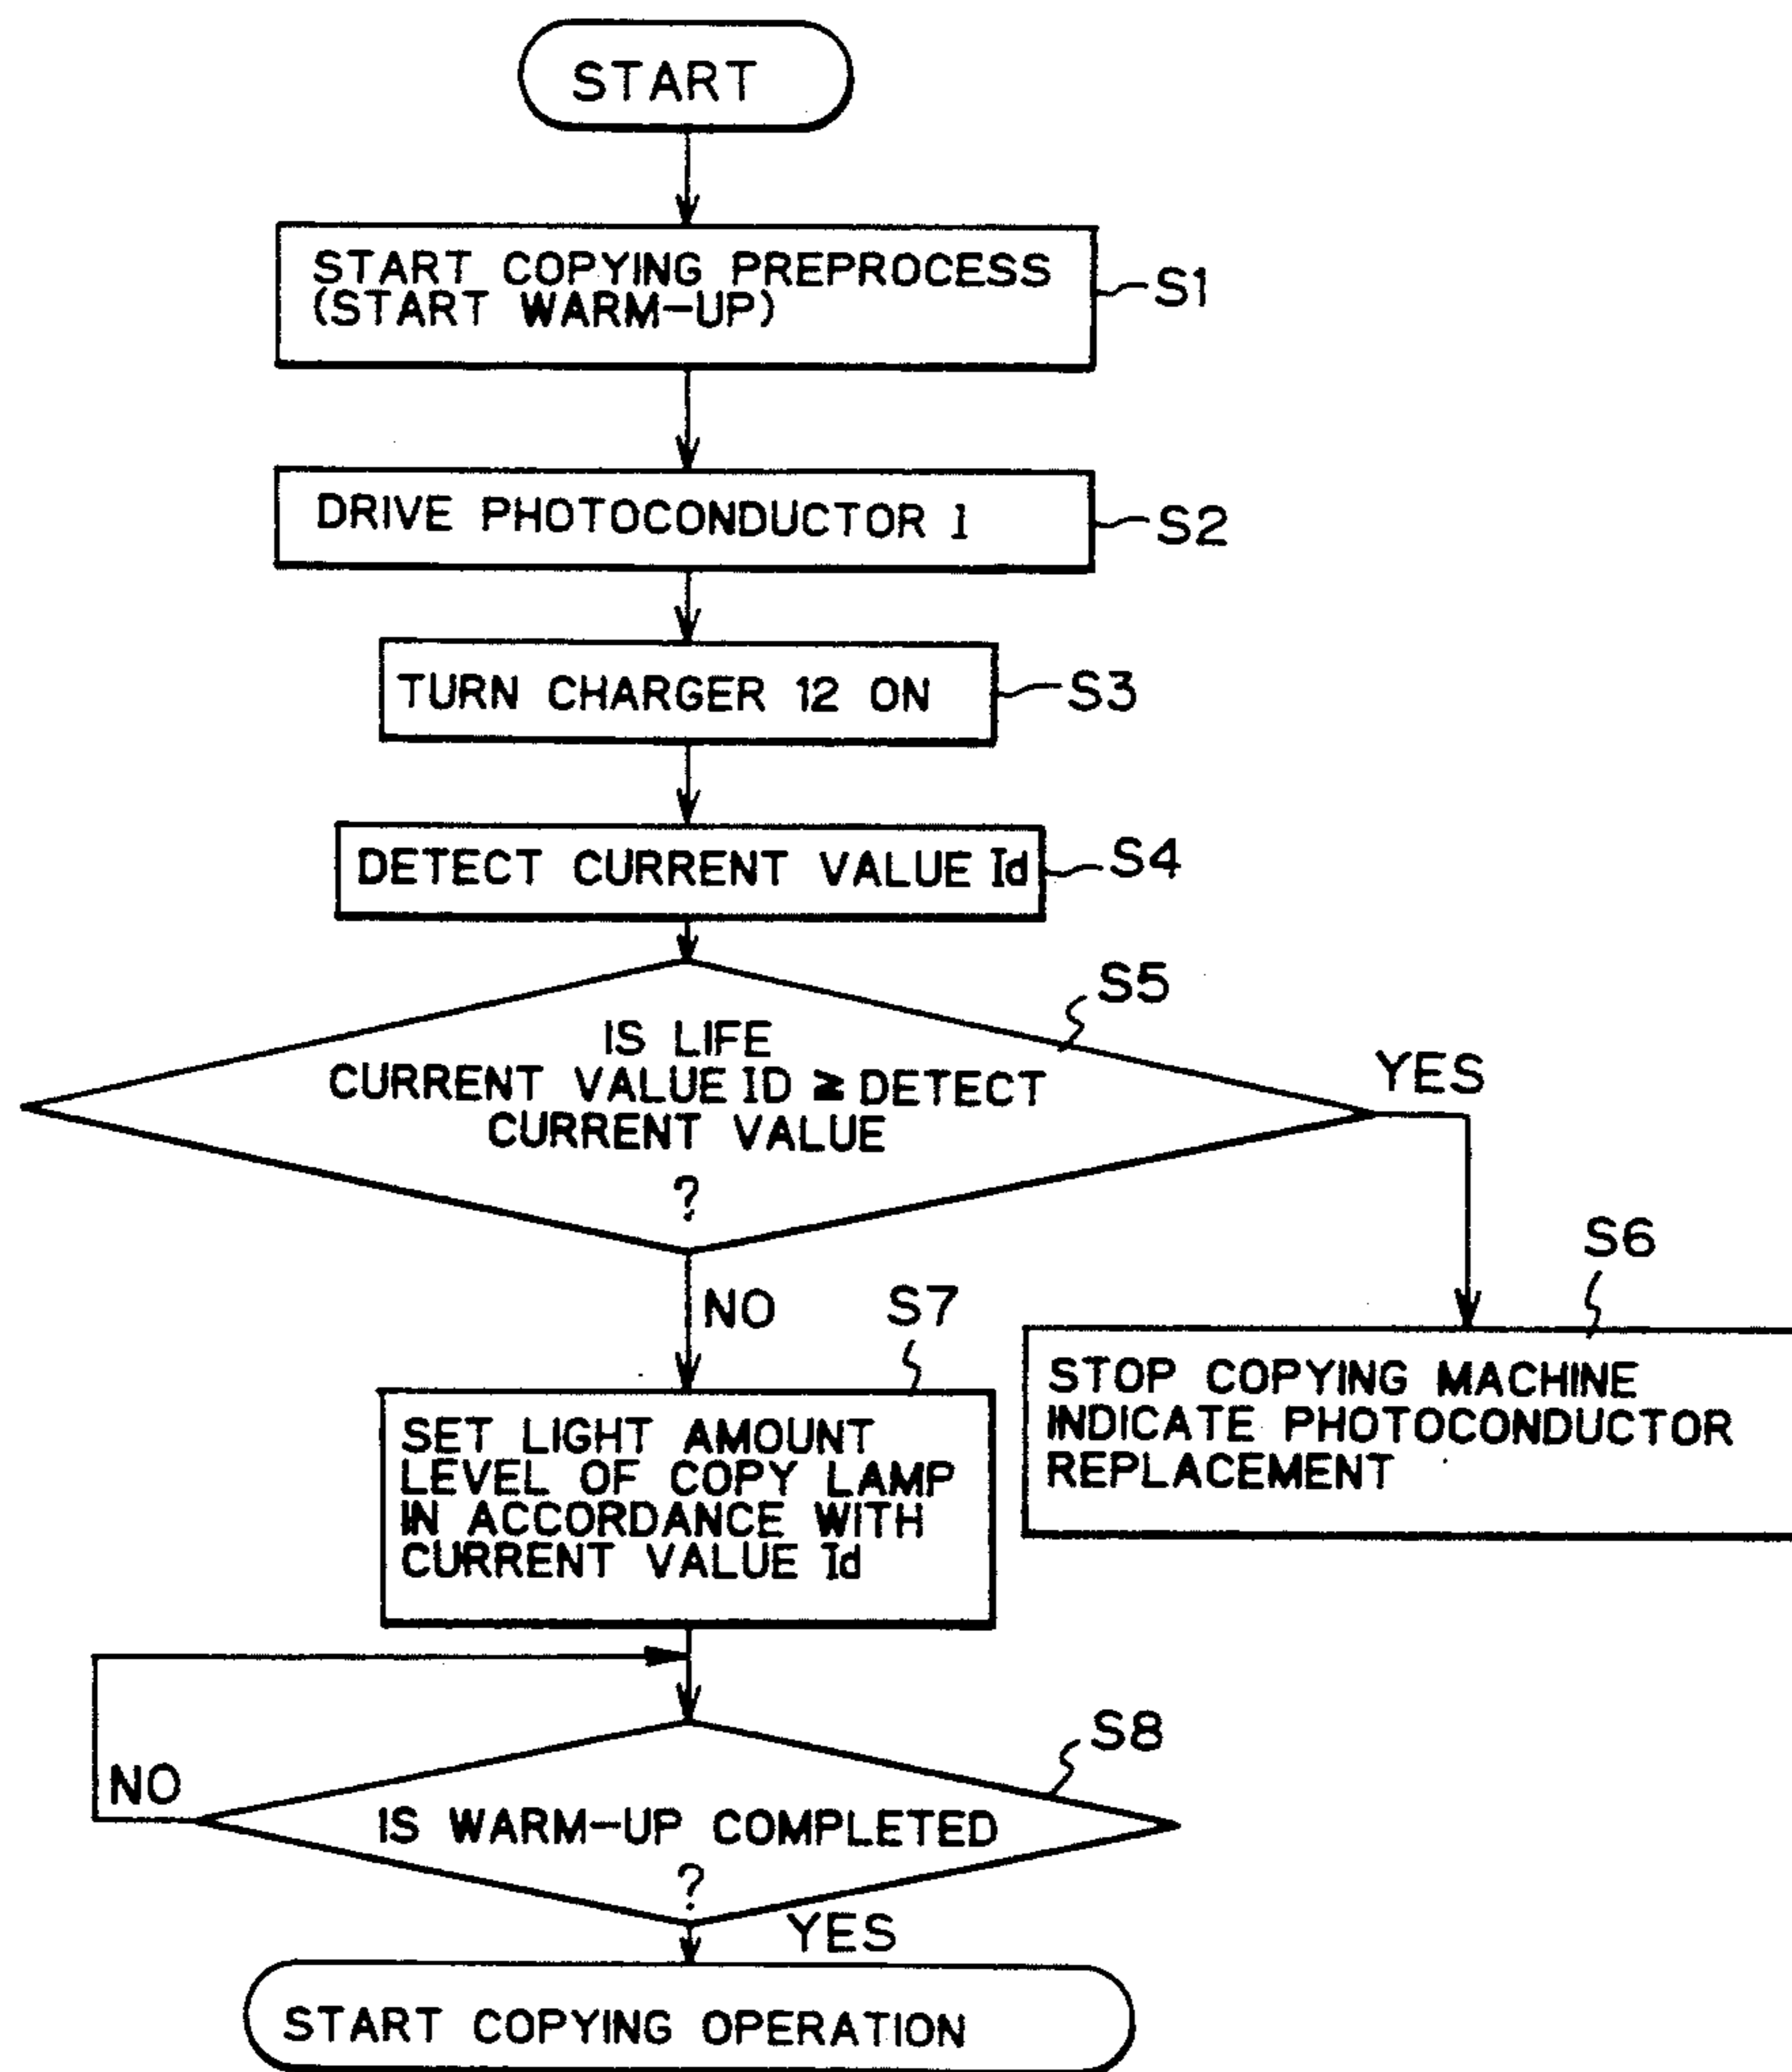 START
START COPYING PREPROCESS
(START WARM-UP)
S1
DRIVE PHOTOCONDUCTOR 1
S2
TURN CHARGER 12 ON
S3
DETECT CURRENT VALUE Id
S4
S5
IS LIFE
CURRENT VALUE ID ≧ DETECT
CURRENT VALUE
?
YES
S6
NO
S7
STOP COPYING MACHINE
INDICATE PHOTOCONDUCTOR
REPLACEMENT
SET LIGHT AMOUNT
LEVEL OF COPY LAMP
IN ACCORDANCE WITH
CURRENT VALUE Id
S8
NO
IS WARM-UP COMPLETED
?
YES
START COPYING OPERATION